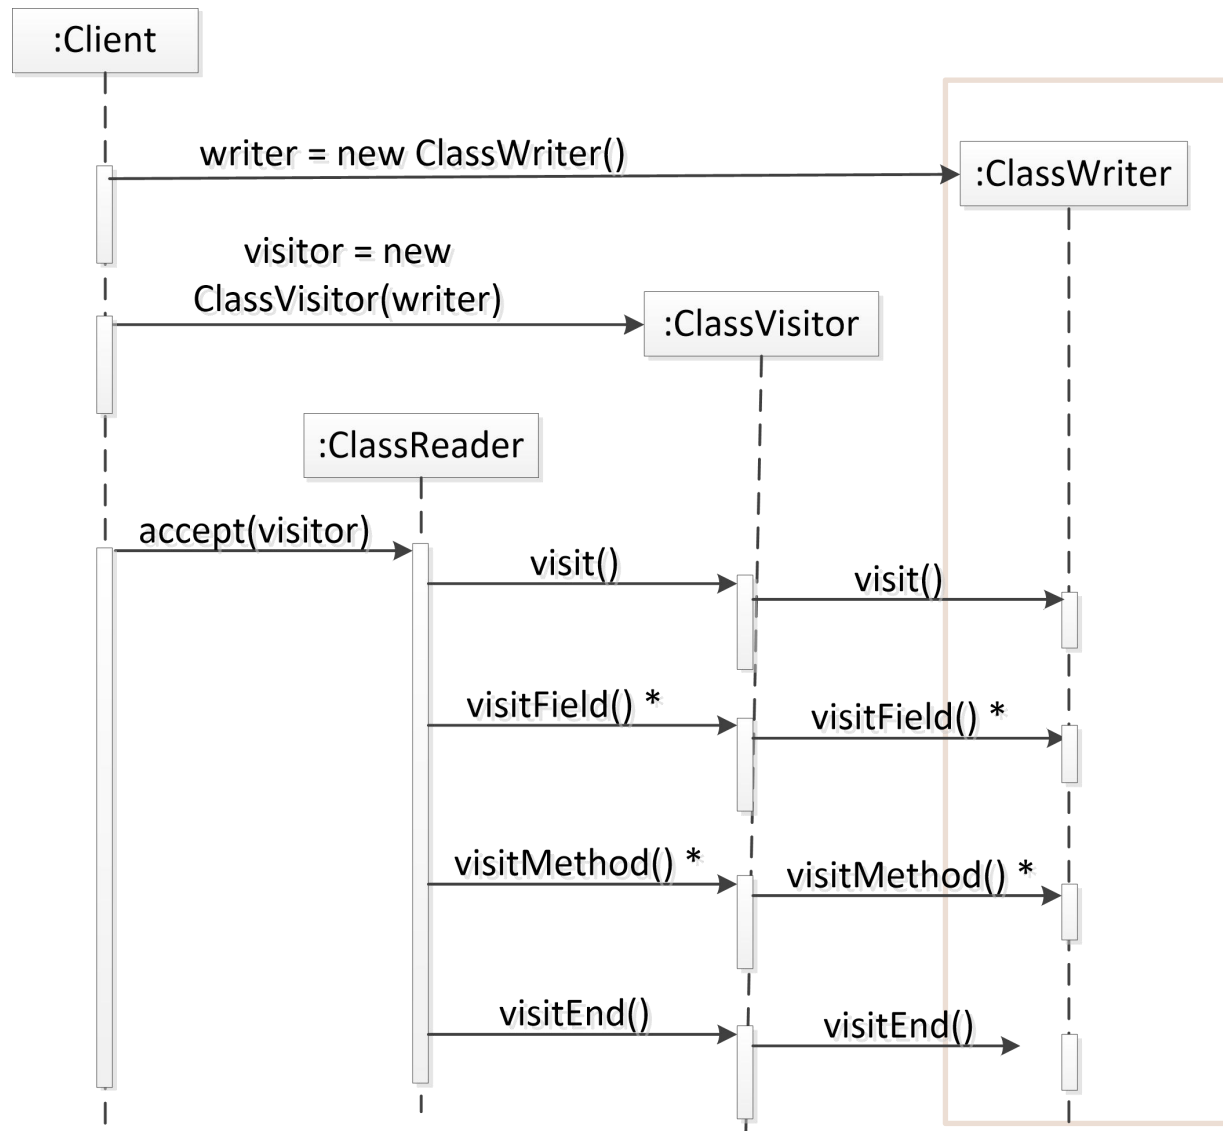 :Client
writer = new ClassWriter()
:ClassWriter
visitor = new
ClassVisitor(writer)
:ClassVisitor
:ClassReader
accept(visitor)
visit()
visit()
visitField() *
visitField() *
visitMethod() *
visitMethod() *
visitEnd()
visitEnd()